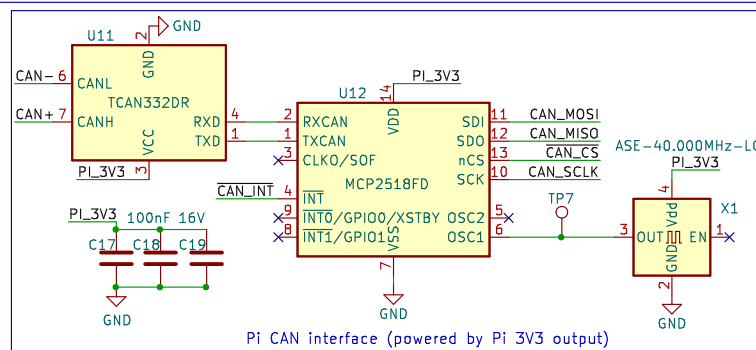 U11
2
GND
GND
CAN- 6 CANL
TCAN332DR
CAN+ 7 CANH
RXD 4
TXD 1
VCC
3
PI_3V3
U12
PI_3V3
14
VDD
2 RXCAN
1 TXCAN
3 CLKO/SOF
MCP2518FD
CAN_INT 4 INT
9 INT0/GPIO0/XSTBY
8 INT1/GPIO1
VSS
7
GND
SDI 11 CAN_MOSI
SDO 12 CAN_MISO
nCS 13 CAN_CS
SCK 10 CAN_SCLK
OSC2 5
OSC1 6
TP7
ASE-40.000MHz-LC
PI_3V3
4
X1
Vdd
3 OUT
EN 1
GND
2
GND
PI_3V3
100nF 16V
C17 C18 C19
GND
Pi CAN interface (powered by Pi 3V3 output)